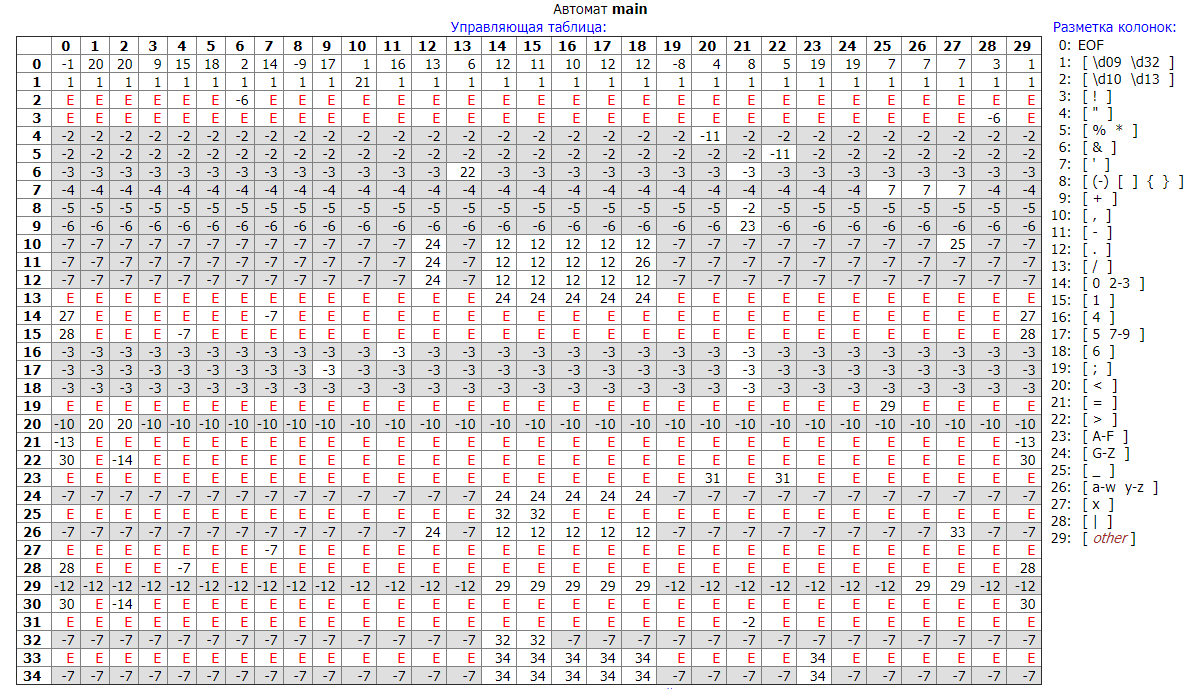 Автомат main
Управляющая таблица:
0 1 2 3 4 5 6 7 8 9 10 11 12 13 14 15 16 17 18 19 20 21 22 23 24 25 26 27 28 29
0 -1 20 20 9 15 18 2 14 -9 17 1 16 13 6 12 11 10 12 12 -8 4 8 5 19 19 7 7 7 3 1
1 1 1 1 1 1 1 1 1 1 1 21 1 1 1 1 1 1 1 1 1 1 1 1 1 1 1 1 1 1 1
2 E E E E E E -6 E E E E E E E E E E E E E E E E E E E E E E E
3 E E E E E E E E E E E E E E E E E E E E E E E E E E E E -6 E
4 -2 -2 -2 -2 -2 -2 -2 -2 -2 -2 -2 -2 -2 -2 -2 -2 -2 -2 -2 -2 -11 -2 -2 -2 -2 -2 -2 -2 -2 -2
5 -2 -2 -2 -2 -2 -2 -2 -2 -2 -2 -2 -2 -2 -2 -2 -2 -2 -2 -2 -2 -2 -2 -11 -2 -2 -2 -2 -2 -2 -2
6 -3 -3 -3 -3 -3 -3 -3 -3 -3 -3 -3 -3 -3 22 -3 -3 -3 -3 -3 -3 -3 -3 -3 -3 -3 -3 -3 -3 -3 -3
7 -4 -4 -4 -4 -4 -4 -4 -4 -4 -4 -4 -4 -4 -4 -4 -4 -4 -4 -4 -4 -4 -4 -4 -4 -4 7 7 7 -4 -4
8 -5 -5 -5 -5 -5 -5 -5 -5 -5 -5 -5 -5 -5 -5 -5 -5 -5 -5 -5 -5 -5 -2 -5 -5 -5 -5 -5 -5 -5 -5
9 -6 -6 -6 -6 -6 -6 -6 -6 -6 -6 -6 -6 -6 -6 -6 -6 -6 -6 -6 -6 -6 23 -6 -6 -6 -6 -6 -6 -6 -6
10 -7 -7 -7 -7 -7 -7 -7 -7 -7 -7 -7 -7 24 -7 12 12 12 12 12 -7 -7 -7 -7 -7 -7 -7 -7 25 -7 -7
11 -7 -7 -7 -7 -7 -7 -7 -7 -7 -7 -7 -7 24 -7 12 12 12 12 26 -7 -7 -7 -7 -7 -7 -7 -7 -7 -7 -7
12 -7 -7 -7 -7 -7 -7 -7 -7 -7 -7 -7 -7 24 -7 12 12 12 12 12 -7 -7 -7 -7 -7 -7 -7 -7 -7 -7 -7
13 E E E E E E E E E E E E E E 24 24 24 24 24 E E E E E E E E E E E
14 27 E E E E E E -7 E E E E E E E E E E E E E E E E E E E E E 27
15 28 E E E -7 E E E E E E E E E E E E E E E E E E E E E E E E 28
16 -3 -3 -3 -3 -3 -3 -3 -3 -3 -3 -3 -3 -3 -3 -3 -3 -3 -3 -3 -3 -3 -3 -3 -3 -3 -3 -3 -3 -3 -3
17 -3 -3 -3 -3 -3 -3 -3 -3 -3 -3 -3 -3 -3 -3 -3 -3 -3 -3 -3 -3 -3 -3 -3 -3 -3 -3 -3 -3 -3 -3
18 -3 -3 -3 -3 -3 -3 -3 -3 -3 -3 -3 -3 -3 -3 -3 -3 -3 -3 -3 -3 -3 -3 -3 -3 -3 -3 -3 -3 -3 -3
19 E E E E E E E E E E E E E E E E E E E E E E E E E 29 E E E E
20 -10 20 20 -10 -10 -10 -10 -10 -10 -10 -10 -10 -10 -10 -10 -10 -10 -10 -10 -10 -10 -10 -10 -10 -10 -10 -10 -10 -10 -10
21 -13 E E E E E E E E E E E E E E E E E E E E E E E E E E E E -13
22 30 E -14 E E E E E E E E E E E E E E E E E E E E E E E E E E 30
23 E E E E E E E E E E E E E E E E E E E E 31 E 31 E E E E E E E
24 -7 -7 -7 -7 -7 -7 -7 -7 -7 -7 -7 -7 -7 -7 24 24 24 24 24 -7 -7 -7 -7 -7 -7 -7 -7 -7 -7 -7
25 E E E E E E E E E E E E E E 32 32 E E E E E E E E E E E E E E
26 -7 -7 -7 -7 -7 -7 -7 -7 -7 -7 -7 -7 24 -7 12 12 12 12 12 -7 -7 -7 -7 -7 -7 -7 -7 33 -7 -7
27 E E E E E E E -7 E E E E E E E E E E E E E E E E E E E E E E
28 28 E E E -7 E E E E E E E E E E E E E E E E E E E E E E E E 28
29 -12 -12 -12 -12 -12 -12 -12 -12 -12 -12 -12 -12 -12 -12 29 29 29 29 29 -12 -12 -12 -12 -12 -12 -12 29 29 -12 -12
30 30 E -14 E E E E E E E E E E E E E E E E E E E E E E E E E E 30
31 E E E E E E E E E E E E E E E E E E E E E -2 E E E E E E E E
32 -7 -7 -7 -7 -7 -7 -7 -7 -7 -7 -7 -7 -7 -7 32 32 -7 -7 -7 -7 -7 -7 -7 -7 -7 -7 -7 -7 -7 -7
33 E E E E E E E E E E E E E E 34 34 34 34 34 E E E E 34 E E E E E E
34 -7 -7 -7 -7 -7 -7 -7 -7 -7 -7 -7 -7 -7 -7 34 34 34 34 34 -7 -7 -7 -7 34 -7 -7 -7 -7 -7 -7
Разметка колонок:
0: EOF
1: [ \d09 \d32 ]
2: [ \d10 \d13 ]
3: [ ! ]
4: [ " ]
5: [ % * ]
6: [ & ]
7: [ ' ]
8: [ (-) [ ] { } ]
9: [ + ]
10: [ , ]
11: [ - ]
12: [ . ]
13: [ / ]
14: [ 0 2-3 ]
15: [ 1 ]
16: [ 4 ]
17: [ 5 7-9 ]
18: [ 6 ]
19: [ ; ]
20: [ < ]
21: [ = ]
22: [ > ]
23: [ A-F ]
24: [ G-Z ]
25: [ _ ]
26: [ a-w y-z ]
27: [ x ]
28: [ | ]
29: [ other ]